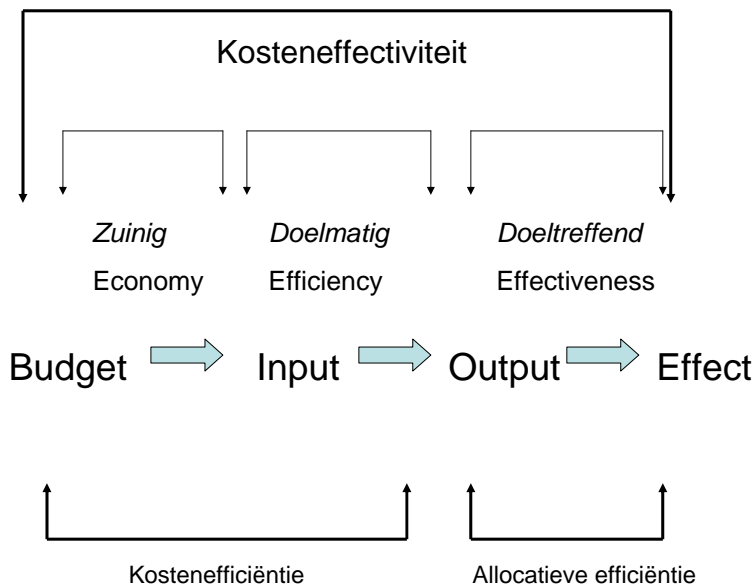 Kosteneffectiviteit
Zuinig Doelmatig Doeltreffend
Economy Efficiency Effectiveness
Budget Input Output Effect
Kostenefficiëntie Allocatieve efficiëntie